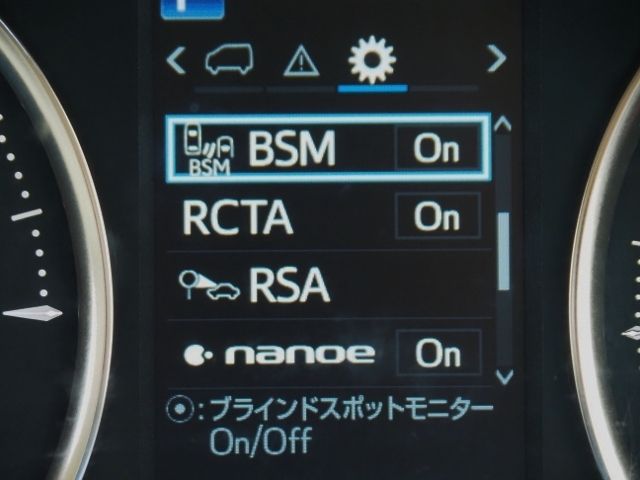 BSM BSM On
RCTA On
RSA
nanoe On
:ブラインドスポットモニター
On/Off